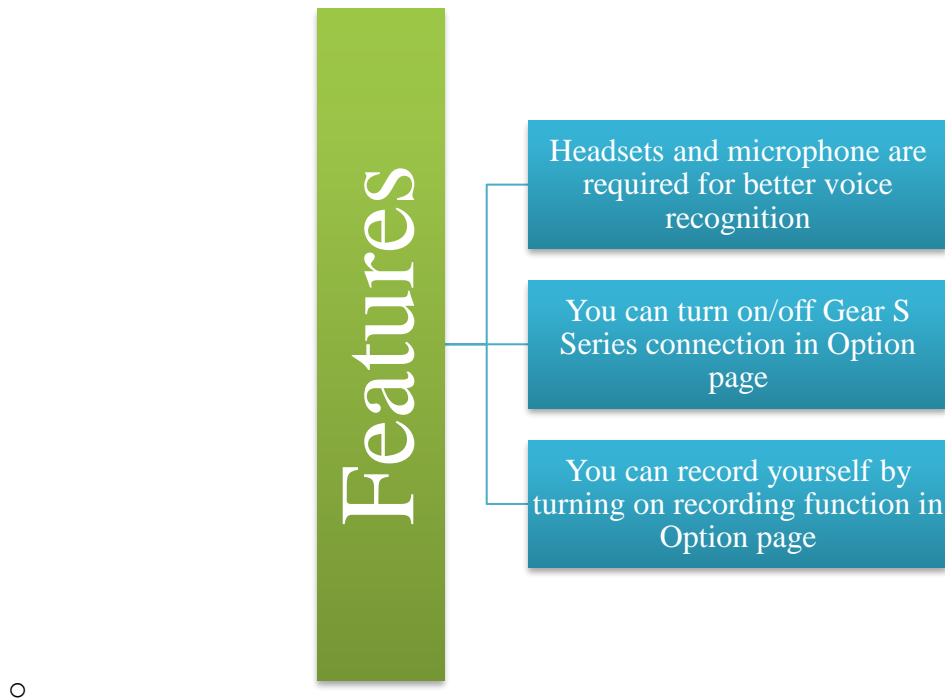 Features
Headsets and microphone are
required for better voice
recognition
You can turn on/off Gear S
Series connection in Option
page
You can record yourself by
turning on recording function in
Option page